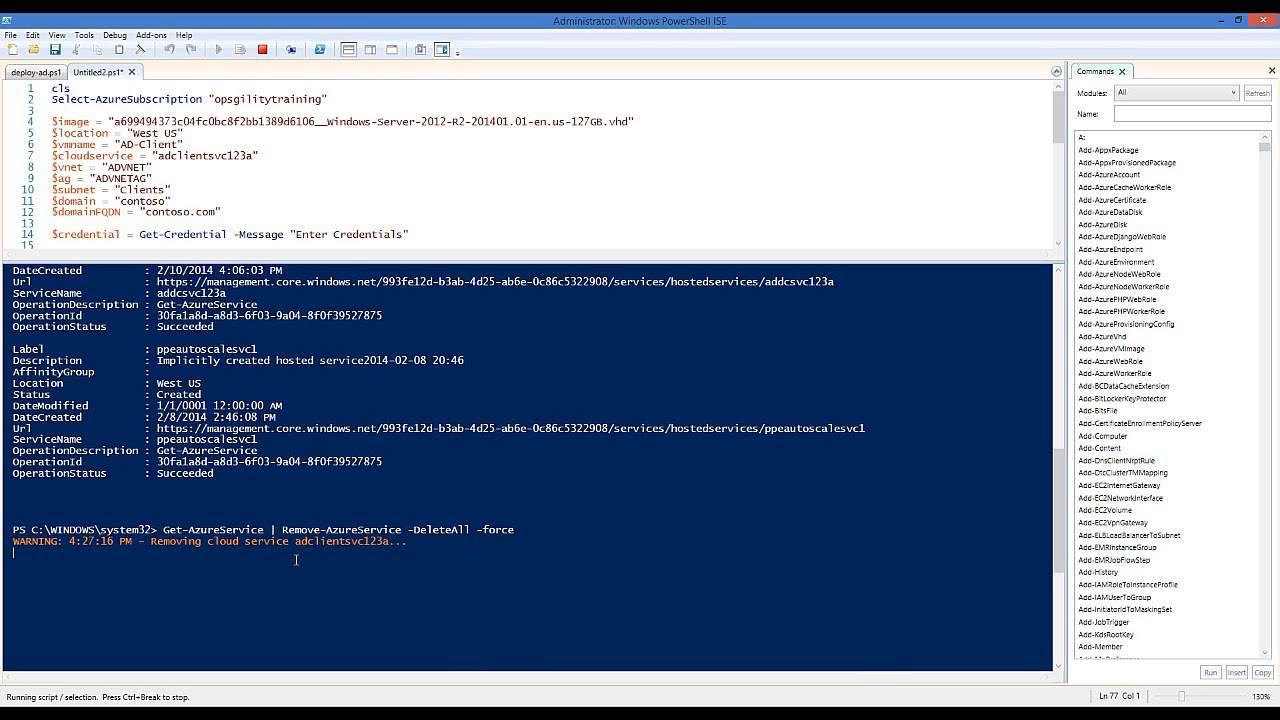 Administrator: Windows PowerShell ISE
File Edit View Tools Debug Add-ons Help
deploy-ad.ps1 Untitled2.ps1*
1 cls
2 Select-AzureSubscription "opsgilitytraining"
3
4 $image = "a699494373c04fc0bc8f2bb1389d6106__Windows-Server-2012-R2-201401.01-en.us-127GB.vhd"
5 $location = "West US"
6 $vmname = "AD-Client"
7 $cloudservice = "adclientsvc123a"
8 $vnet = "ADVNET"
9 $ag = "ADVNETAG"
10 $subnet = "Clients"
11 $domain = "contoso"
12 $domainFQDN = "contoso.com"
13
14 $credential = Get-Credential -Message "Enter Credentials"
15
DateCreated : 2/10/2014 4:06:03 PM
Url : https://management.core.windows.net/993fe12d-b3ab-4d25-ab6e-0c86c5322908/services/hostedservices/addcsvc123a
ServiceName : addcsvc123a
OperationDescription : Get-AzureService
OperationId : 30fa1a8d-a8d3-6f03-9a04-8f0f39527875
OperationStatus : Succeeded
Label : ppeautoscalesvc1
Description : Implicitly created hosted service2014-02-08 20:46
AffinityGroup :
Location : West US
Status : Created
DateModified : 1/1/0001 12:00:00 AM
DateCreated : 2/8/2014 2:46:08 PM
Url : https://management.core.windows.net/993fe12d-b3ab-4d25-ab6e-0c86c5322908/services/hostedservices/ppeautoscalesvc1
ServiceName : ppeautoscalesvc1
OperationDescription : Get-AzureService
OperationId : 30fa1a8d-a8d3-6f03-9a04-8f0f39527875
OperationStatus : Succeeded
PS C:\WINDOWS\system32> Get-AzureService | Remove-AzureService -DeleteAll -force
WARNING: 4:27:16 PM - Removing cloud service adclientsvc123a...
Commands
Modules: All Refresh
Name:
A:
Add-AppxPackage
Add-AppxProvisionedPackage
Add-AzureAccount
Add-AzureCacheWorkerRole
Add-AzureCertificate
Add-AzureDataDisk
Add-AzureDisk
Add-AzureDjangoWebRole
Add-AzureEndpoint
Add-AzureEnvironment
Add-AzureNodeWebRole
Add-AzureNodeWorkerRole
Add-AzurePHPWebRole
Add-AzurePHPWorkerRole
Add-AzureProvisioningConfig
Add-AzureVhd
Add-AzureVMImage
Add-AzureWebRole
Add-AzureWorkerRole
Add-BCDataCacheExtension
Add-BitLockerKeyProtector
Add-BitsFile
Add-CertificateEnrollmentPolicyServer
Add-Computer
Add-Content
Add-DnsClientNrptRule
Add-DtcClusterTMMapping
Add-EC2InternetGateway
Add-EC2NetworkInterface
Add-EC2Volume
Add-EC2VpnGateway
Add-ELBLoadBalancerToSubnet
Add-EMRInstanceGroup
Add-EMRJobFlowStep
Add-History
Add-IAMRoleToInstanceProfile
Add-IAMUserToGroup
Add-InitiatorIdToMaskingSet
Add-JobTrigger
Add-KdsRootKey
Add-Member
Run Insert Copy
Running script / selection. Press Ctrl+Break to stop.
Ln 77 Col 1 130%